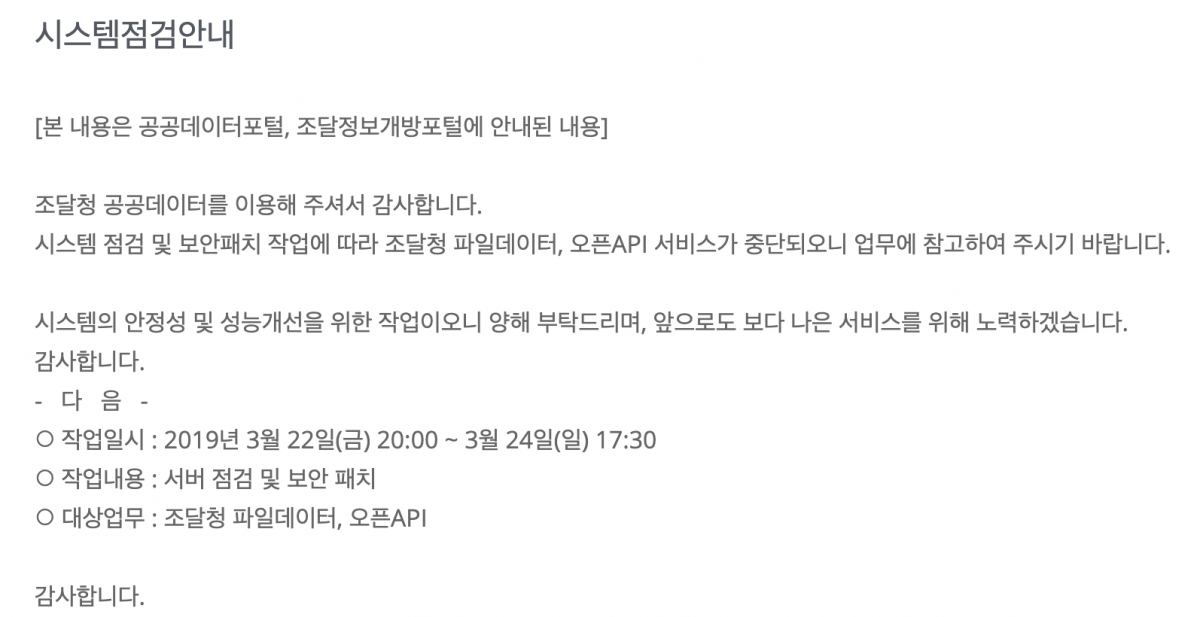 시스템점검안내
[본 내용은 공공데이터포털, 조달정보개방포털에 안내된 내용]
조달청 공공데이터를 이용해 주셔서 감사합니다.
시스템 점검 및 보안패치 작업에 따라 조달청 파일데이터, 오픈API 서비스가 중단되오니 업무에 참고하여 주시기 바랍니다.
시스템의 안정성 및 성능개선을 위한 작업이오니 양해 부탁드리며, 앞으로도 보다 나은 서비스를 위해 노력하겠습니다.
감사합니다.
- 다 음 -
○ 작업일시 : 2019년 3월 22일(금) 20:00 ~ 3월 24일(일) 17:30
○ 작업내용 : 서버 점검 및 보안 패치
○ 대상업무 : 조달청 파일데이터, 오픈API
감사합니다.